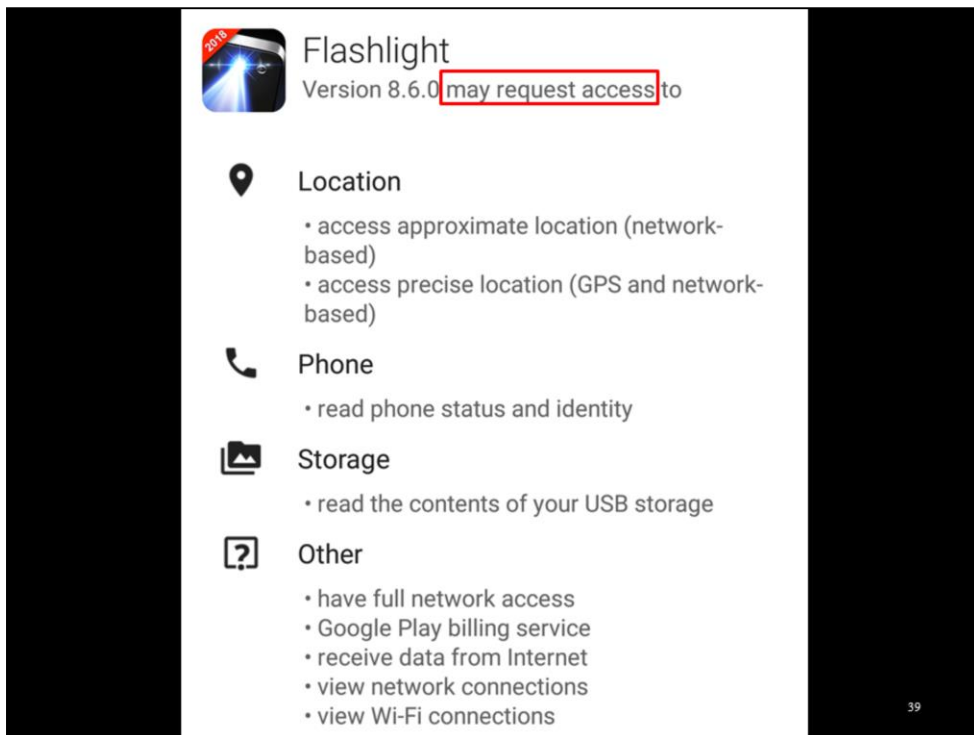 2018
Flashlight
Version 8.6.0 may request access to
Location
• access approximate location (network-
based)
• access precise location (GPS and network-
based)
Phone
• read phone status and identity
Storage
• read the contents of your USB storage
Other
• have full network access
• Google Play billing service
• receive data from Internet
• view network connections
• view Wi-Fi connections
39